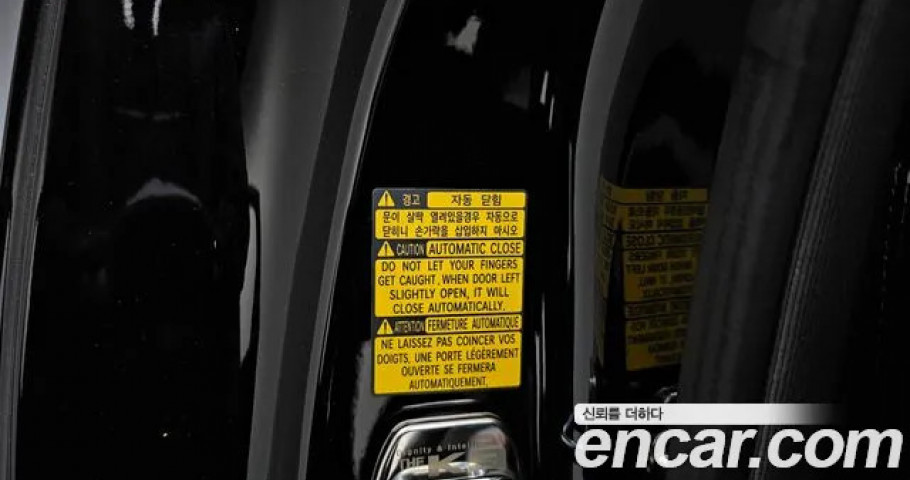 경고 자동 닫힘
문이 살짝 열려있을경우 자동으로
닫히니 손가락을 삽입하지 마시오
CAUTION AUTOMATIC CLOSE
DO NOT LET YOUR FINGERS
GET CAUGHT, WHEN DOOR LEFT
SLIGHTLY OPEN, IT WILL
CLOSE AUTOMATICALLY.
ATTENTION FERMETURE AUTOMATIQUE
NE LAISSEZ PAS COINCER VOS
DOIGTS, UNE PORTE LÉGÈREMENT
OUVERTE SE FERMERA
AUTOMATIQUEMENT.
THE K9
신뢰를 더하다
encar.com